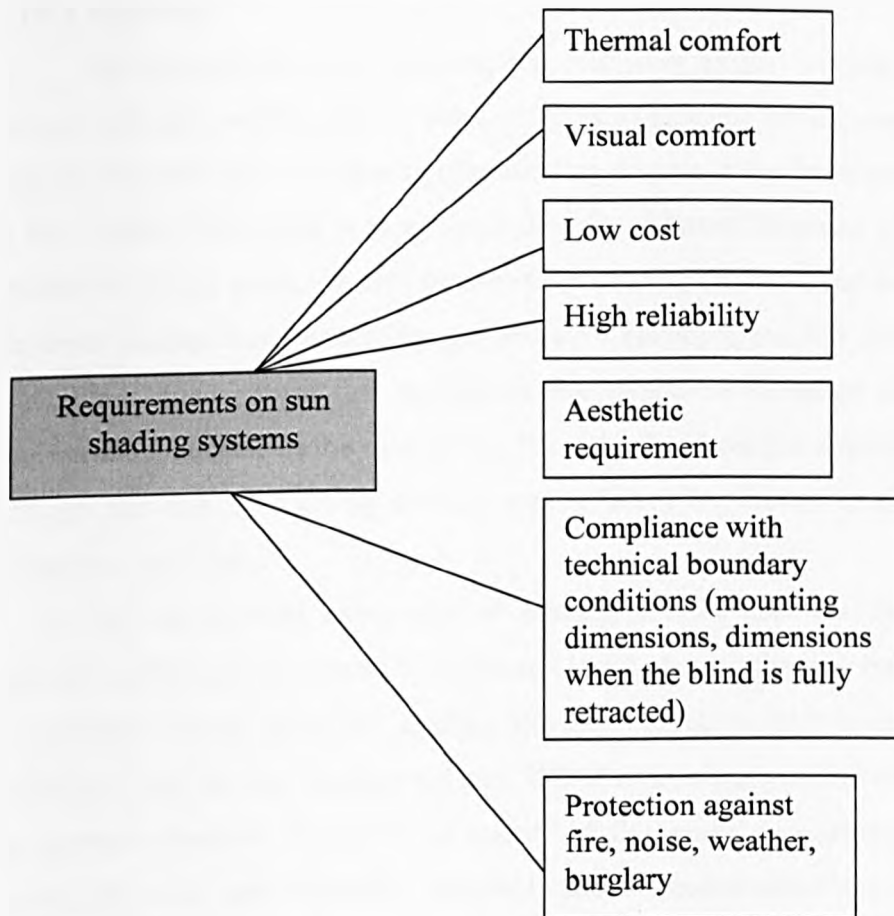 Thermal comfort
Visual comfort
Low cost
High reliability
Requirements on sun
shading systems
Aesthetic
requirement
Compliance with
technical boundary
conditions (mounting
dimensions, dimensions
when the blind is fully
retracted)
Protection against
fire, noise, weather,
burglary